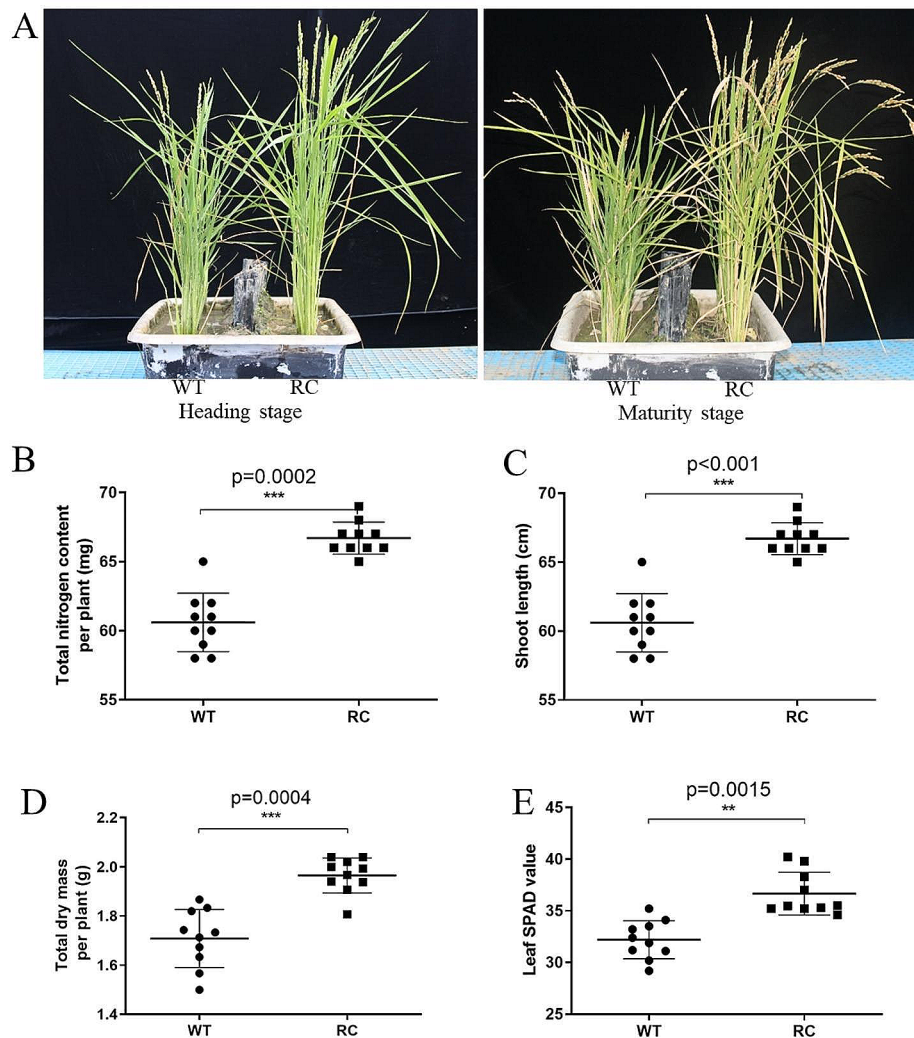 A
WT RC
Heading stage
WT RC
Maturity stage
B
p=0.0002
***
70
65
60
55
Total nitrogen content
per plant (mg)
WT RC
C
p<0.001
***
70
65
60
55
Shoot length (cm)
WT RC
D
p=0.0004
***
2.2
2.0
1.8
1.6
1.4
Total dry mass
per plant (g)
WT RC
E
p=0.0015
**
45
40
35
30
25
Leaf SPAD value
WT RC